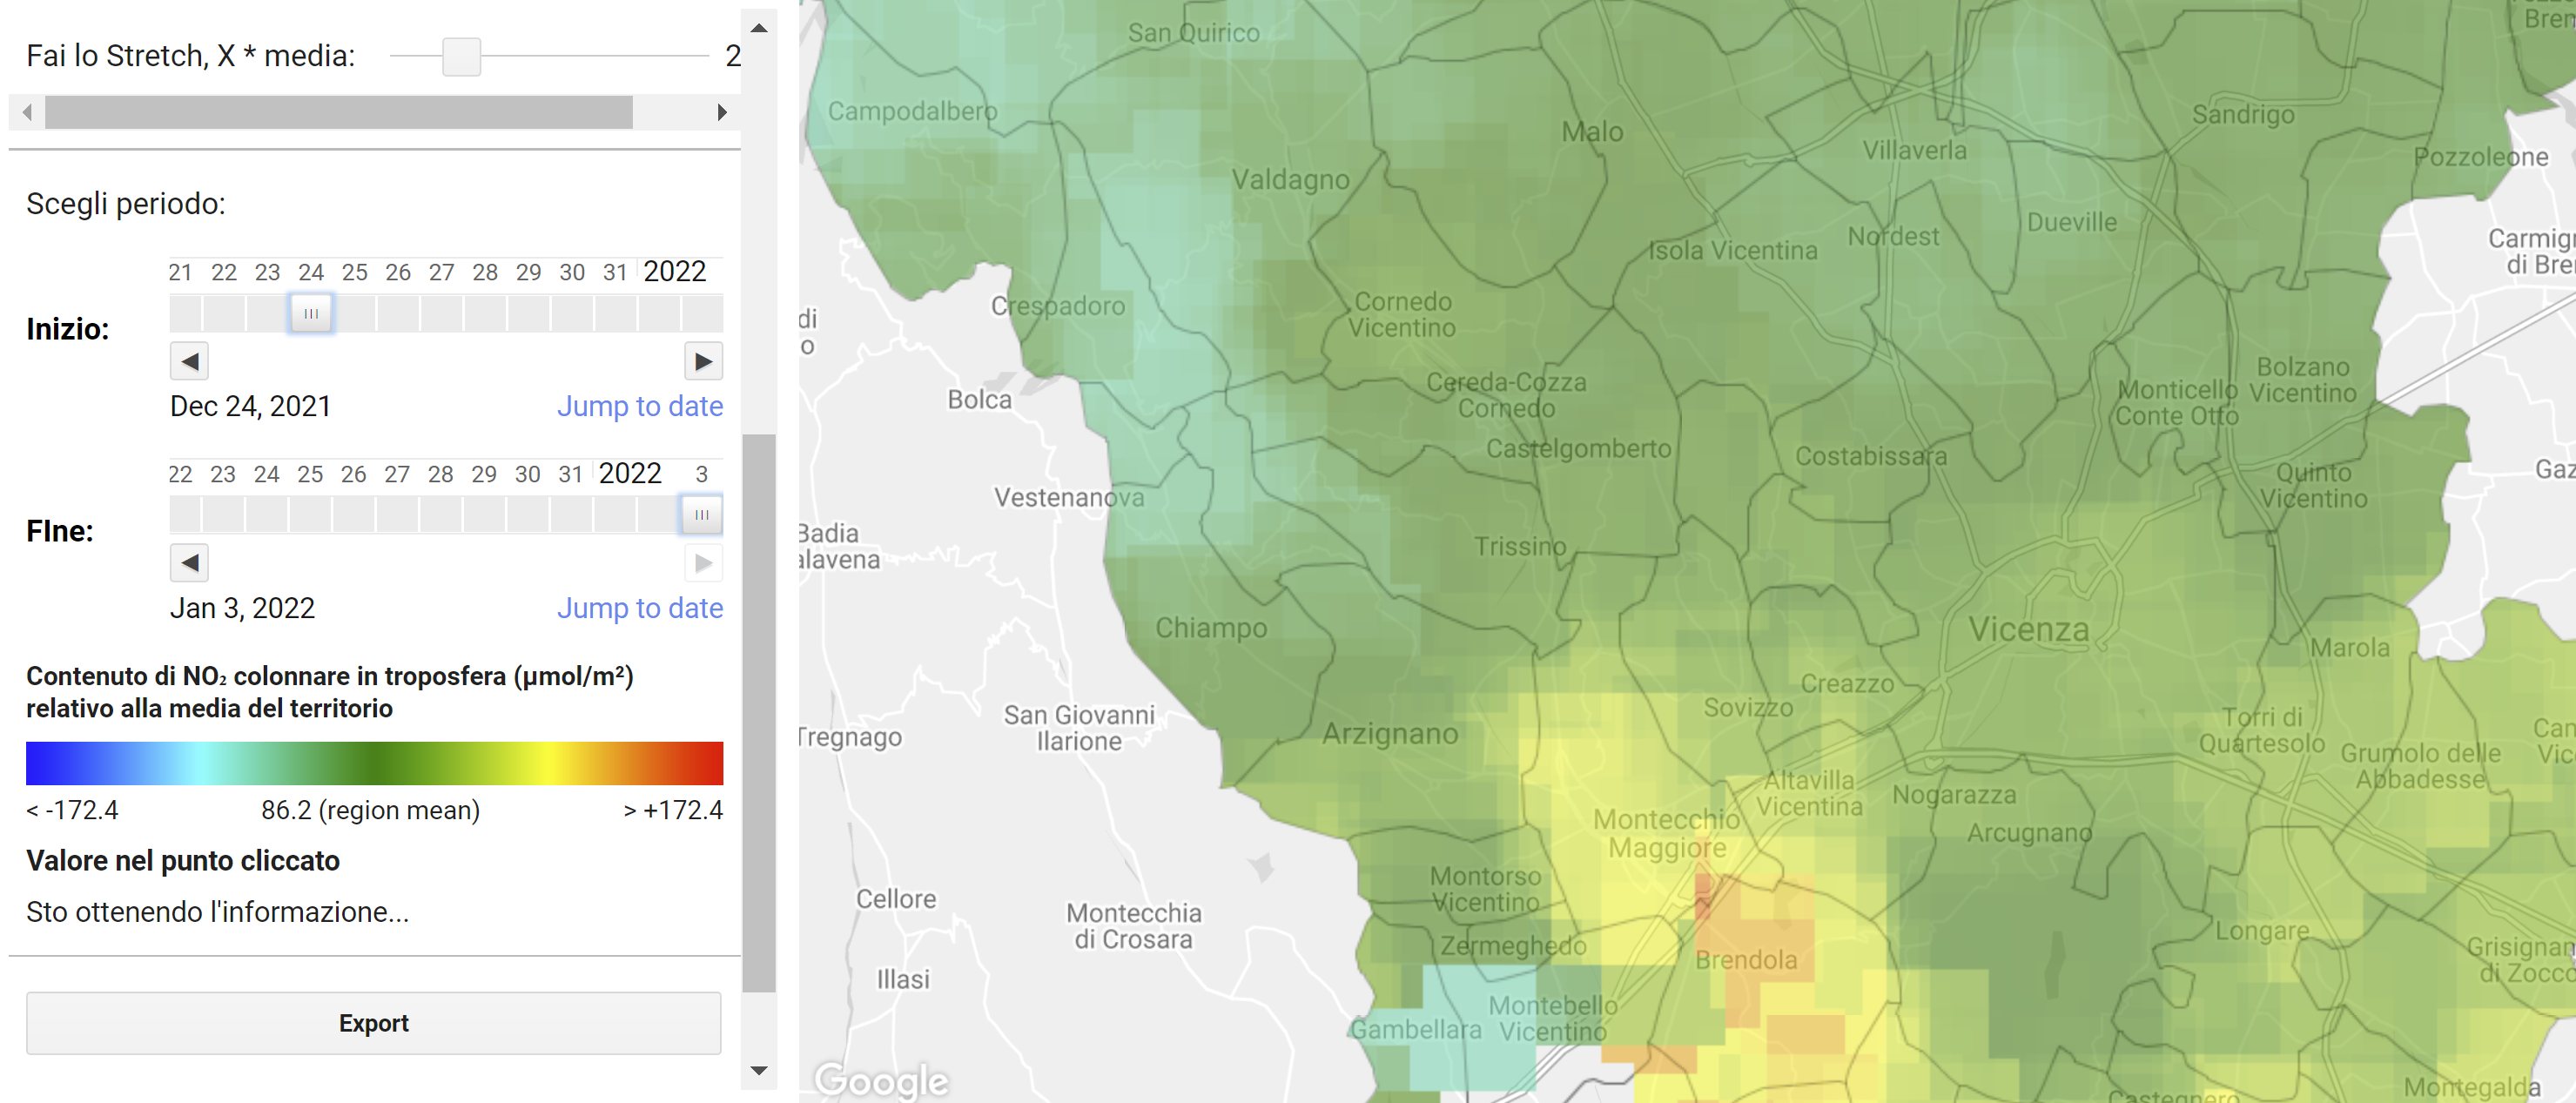 Fai lo Stretch, X * media: 2
Scegli periodo:
21 22 23 24 25 26 27 28 29 30 31 2022
Inizio:
Dec 24, 2021 Jump to date
22 23 24 25 26 27 28 29 30 31 2022 3
FIne:
Jan 3, 2022 Jump to date
Contenuto di NO₂ colonnare in troposfera (μmol/m²)
relativo alla media del territorio
< -172.4 86.2 (region mean) > +172.4
Valore nel punto cliccato
Sto ottenendo l'informazione...
Export
San Quirico
Campodalbero
Malo
Sandrigo
Villaverla
Pozzoleone
Valdagno
Dueville
Nordest
Isola Vicentina
Carmig
di Bre
Crespadoro
Cornedo
Vicentino
di
o
Bolzano
Vicentino
Cereda-Cozza
Cornedo
Monticello
Conte Otto
Bolca
Castelgomberto
Costabissara
Gaz
Quinto
Vicentino
Vestenanova
Badia
alavena
Trissino
Chiampo
Vicenza
Marola
Creazzo
Sovizzo
San Giovanni
Ilarione
Tregnago
Arzignano
Torri di
Quartesolo
Grumolo delle
Abbadesse
Can
Vic
Altavilla
Vicentina
Nogarazza
Montecchio
Maggiore
Arcugnano
Montorso
Vicentino
Cellore
Montecchia
di Crosara
Zermeghedo
Longare
Grisignan
di Zocco
Brendola
Illasi
Montebello
Vicentino
Gambellara
Google
Montegalda
Castegnero